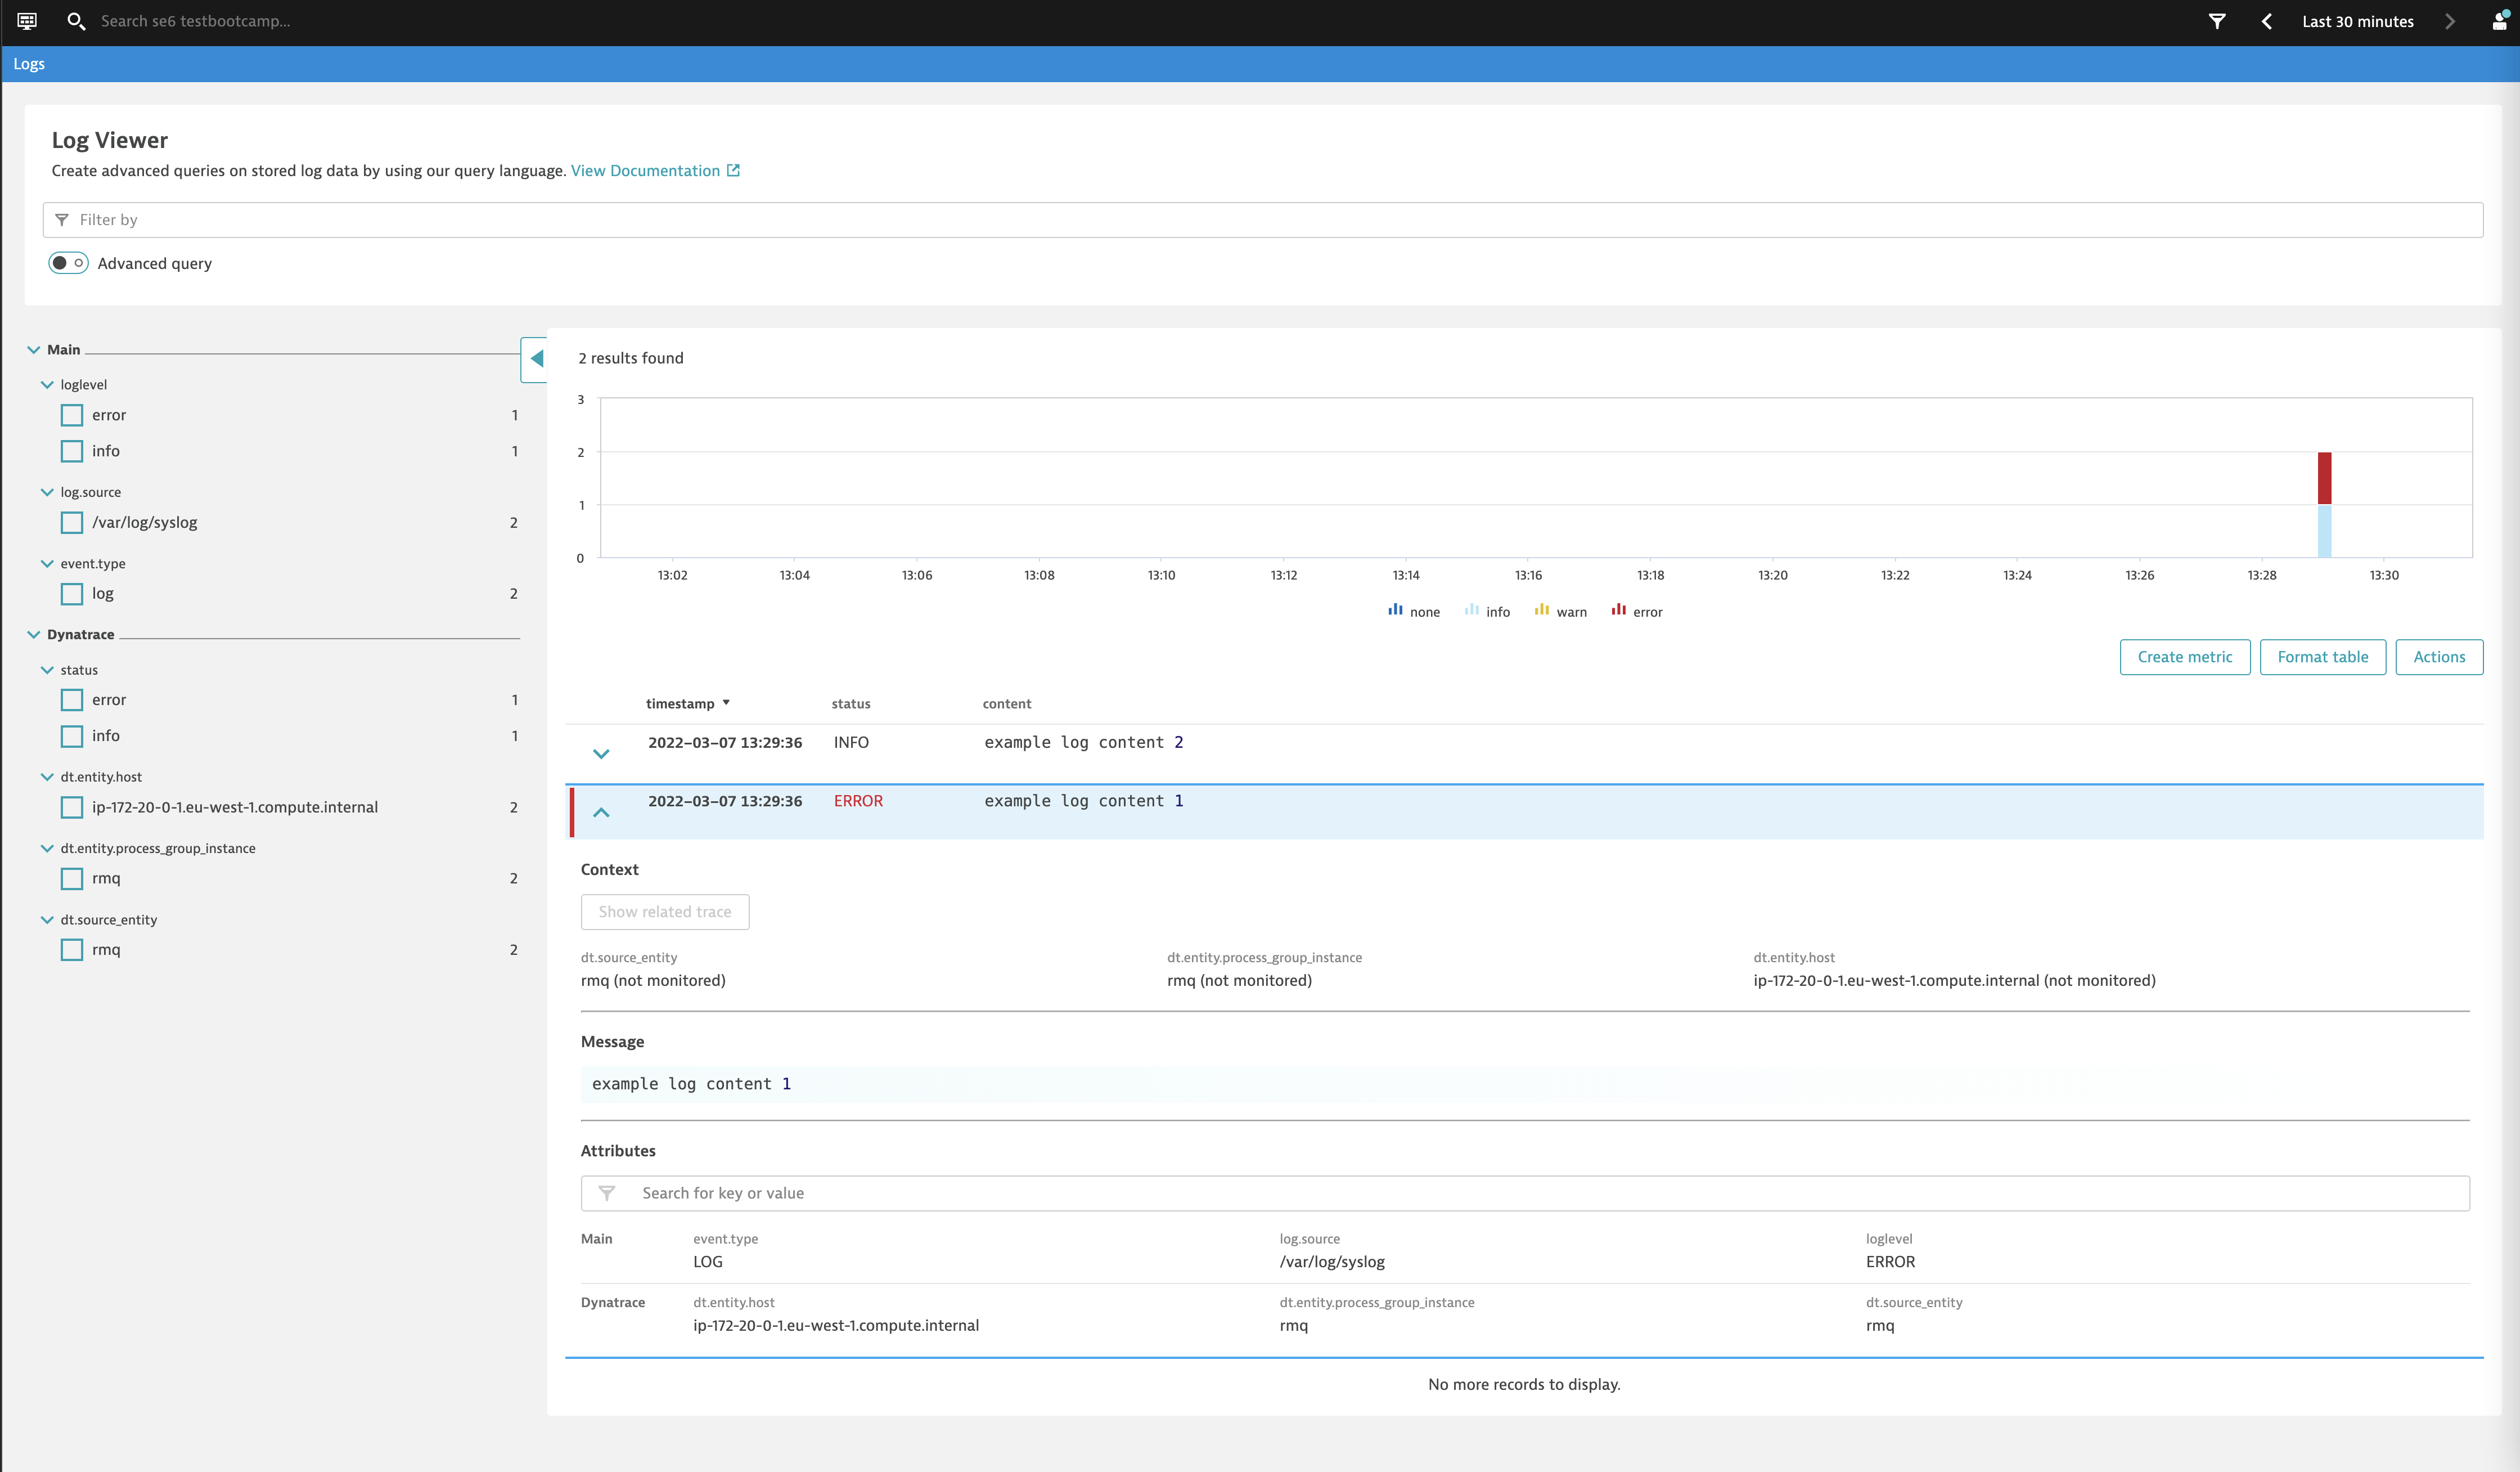 Search se6 testbootcamp...
Last 30 minutes
Logs
Log Viewer
Create advanced queries on stored log data by using our query language. View Documentation
Filter by
Advanced query
Main
loglevel
error 1
info 1
log.source
/var/log/syslog 2
event.type
log 2
Dynatrace
status
error 1
info 1
dt.entity.host
ip-172-20-0-1.eu-west-1.compute.internal 2
dt.entity.process_group_instance
rmq 2
dt.source_entity
rmq 2
2 results found
3
2
1
0
13:02 13:04 13:06 13:08 13:10 13:12 13:14 13:16 13:18 13:20 13:22 13:24 13:26 13:28 13:30
none info warn error
Create metric Format table Actions
timestamp status content
2022-03-07 13:29:36 INFO example log content 2
2022-03-07 13:29:36 ERROR example log content 1
Context
Show related trace
dt.source_entity dt.entity.process_group_instance dt.entity.host
rmq (not monitored) rmq (not monitored) ip-172-20-0-1.eu-west-1.compute.internal (not monitored)
Message
example log content 1
Attributes
Search for key or value
Main event.type log.source loglevel
LOG /var/log/syslog ERROR
Dynatrace dt.entity.host dt.entity.process_group_instance dt.source_entity
ip-172-20-0-1.eu-west-1.compute.internal rmq rmq
No more records to display.